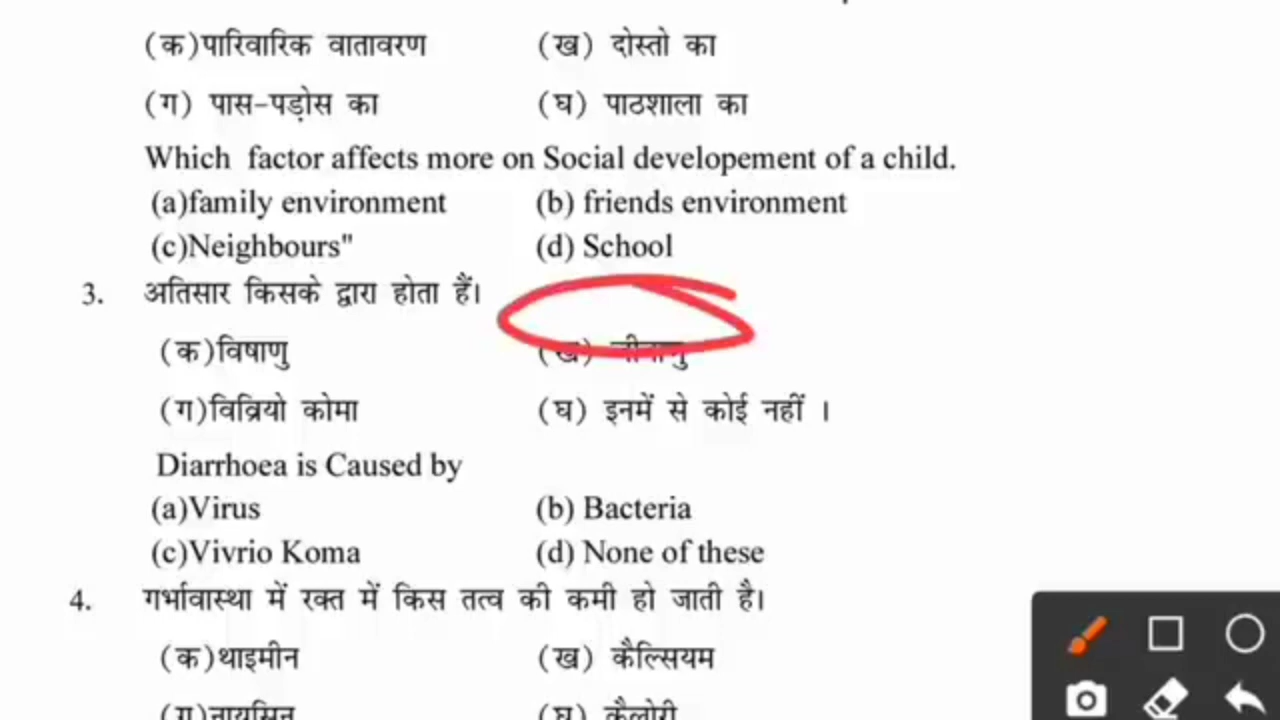 (क)पारिवारिक वातावरण (ख) दोस्तो का
(ग) पास-पड़ोस का (घ) पाठशाला का
Which factor affects more on Social developement of a child.
(a)family environment (b) friends environment
(c)Neighbours" (d) School
3. अतिसार किसके द्वारा होता हैं।
(क)विषाणु (ख) जीवाणु
(ग)विव्रियो कोमा (घ) इनमें से कोई नहीं ।
Diarrhoea is Caused by
(a)Virus (b) Bacteria
(c)Vivrio Koma (d) None of these
4. गर्भावास्था में रक्त में किस तत्व की कमी हो जाती है।
(क)थाइमीन (ख) कैल्सियम
(ग)नायसिन (घ) कैलोरी